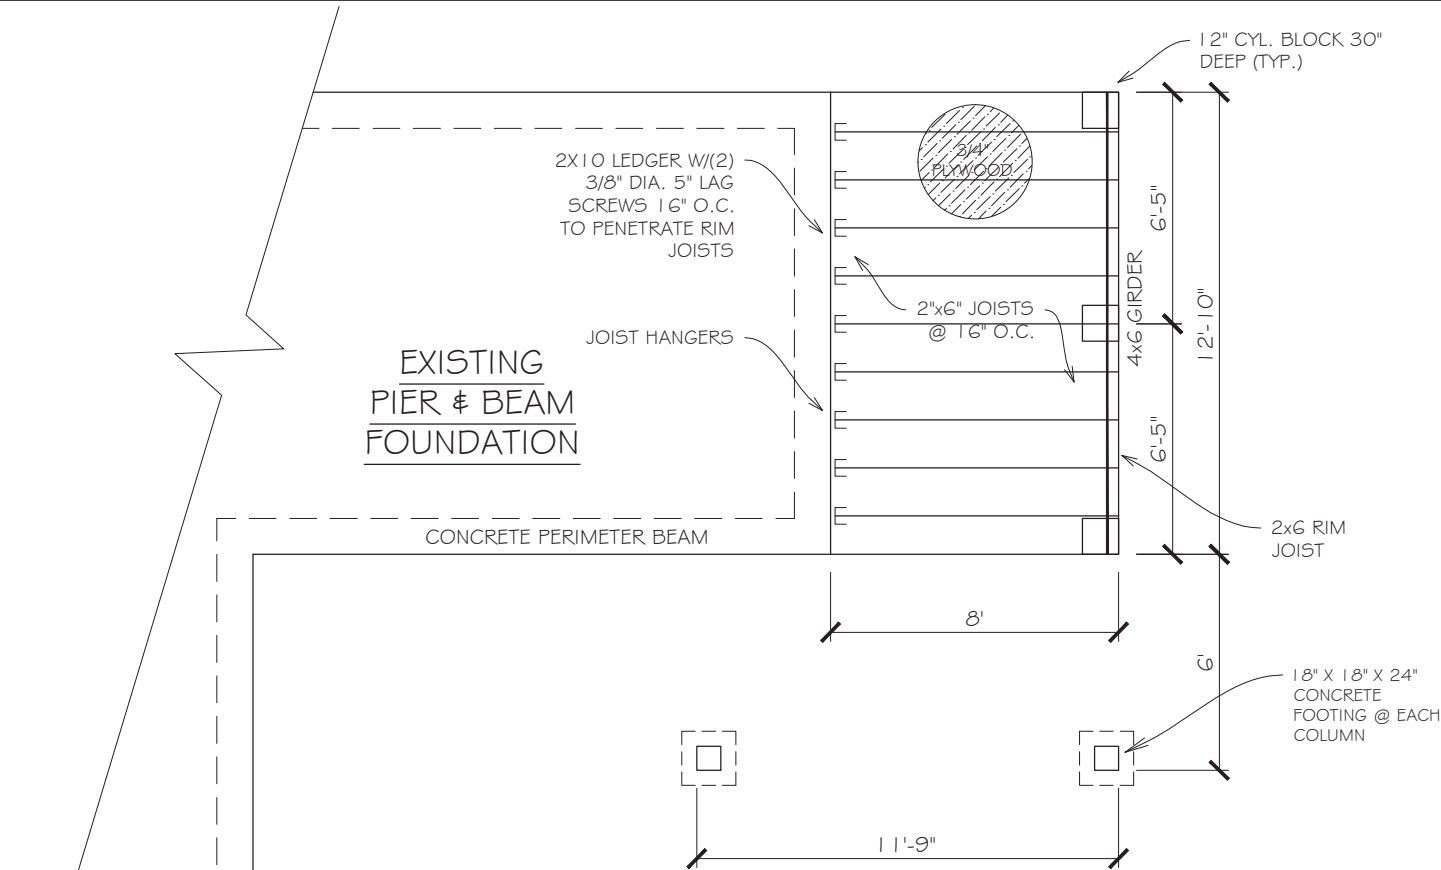 12" CYL. BLOCK 30"
DEEP (TYP.)
3/4"
PLYWOOD
2X10 LEDGER W/(2)
3/8" DIA. 5" LAG
SCREWS 16" O.C.
TO PENETRATE RIM
JOISTS
6'-5"
4x6 GIRDER
12'-10"
2"x6" JOISTS
@ 16" O.C.
JOIST HANGERS
EXISTING
PIER & BEAM
FOUNDATION
6'-5"
CONCRETE PERIMETER BEAM
2x6 RIM
JOIST
8'
6'
18" X 18" X 24"
CONCRETE
FOOTING @ EACH
COLUMN
11'-9"